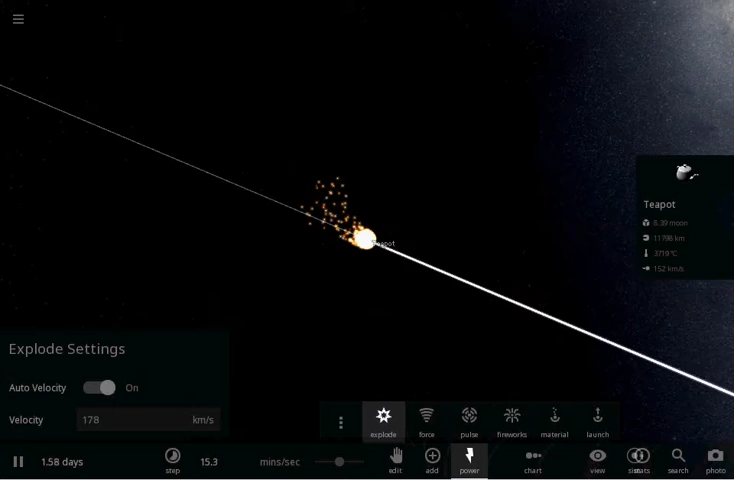 Teapot
Teapot
8.39 moon
11798 km
3719 °C
152 km/s
Explode Settings
Auto Velocity On
Velocity 178 km/s
explode force pulse fireworks material launch
1.58 days step 15.3 mins/sec edit add power chart view stats search photo